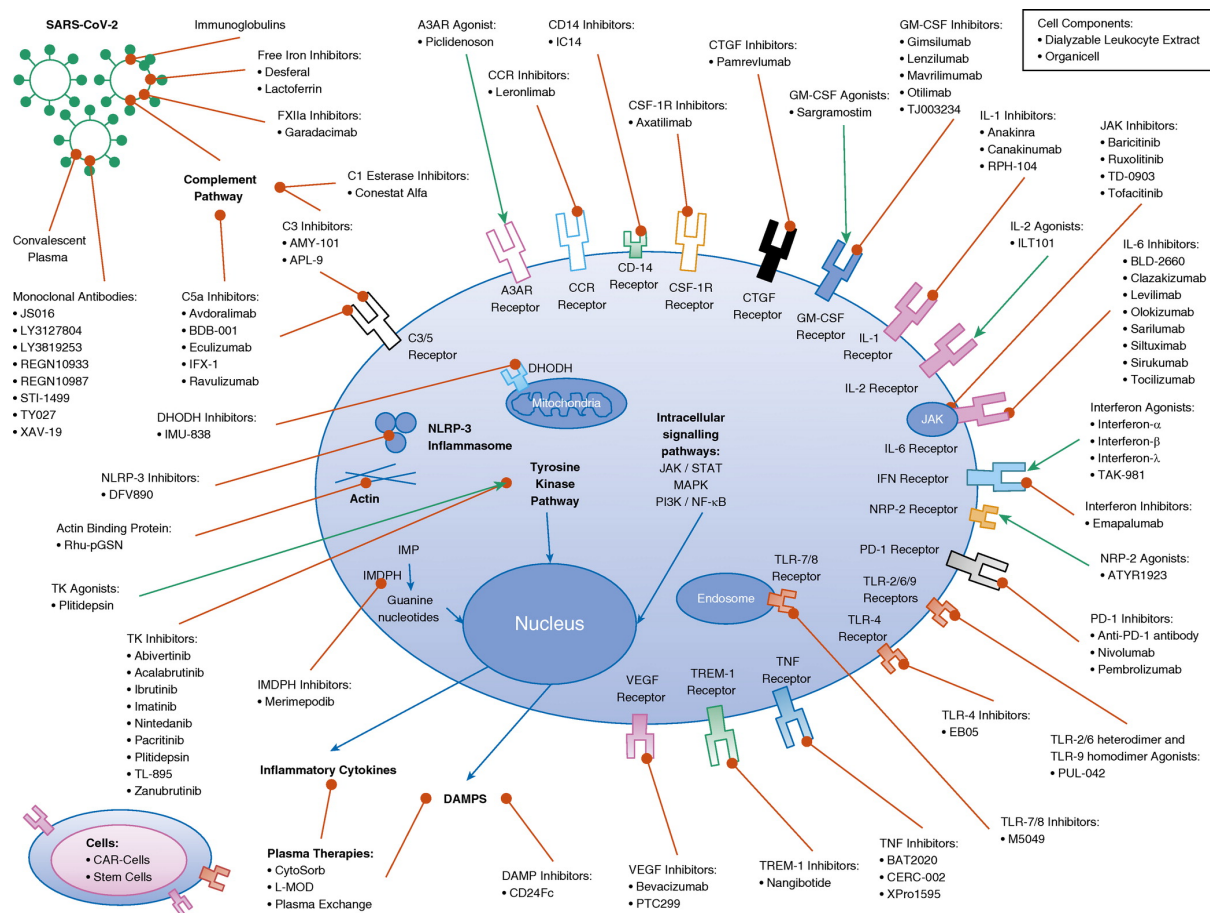 SARS-CoV-2
Immunoglobulins
Free Iron Inhibitors:
• Desferal
• Lactoferrin
FXIIa Inhibitors:
• Garadacimab
Complement
Pathway
C1 Esterase Inhibitors:
• Conestat Alfa
C3 Inhibitors:
• AMY-101
• APL-9
Convalescent
Plasma
Monoclonal Antibodies:
• JS016
• LY3127804
• LY3819253
• REGN10933
• REGN10987
• STI-1499
• TY027
• XAV-19
C5a Inhibitors:
• Avdoralimab
• BDB-001
• Eculizumab
• IFX-1
• Ravulizumab
A3AR Agonist:
• Piclidenoson
CCR Inhibitors:
• Leronlimab
CD14 Inhibitors:
• IC14
CSF-1R Inhibitors:
• Axatilimab
CTGF Inhibitors:
• Pamrevlumab
GM-CSF Agonists:
• Sargramostim
GM-CSF Inhibitors:
• Gimsilumab
• Lenzilumab
• Mavrilimumab
• Otilimab
• TJ003234
Cell Components:
• Dialyzable Leukocyte Extract
• Organicell
IL-1 Inhibitors:
• Anakinra
• Canakinumab
• RPH-104
JAK Inhibitors:
• Baricitinib
• Ruxolitinib
• TD-0903
• Tofacitinib
IL-2 Agonists:
• ILT101
IL-6 Inhibitors:
• BLD-2660
• Clazakizumab
• Levilimab
• Olokizumab
• Sarilumab
• Siltuximab
• Sirukumab
• Tocilizumab
Interferon Agonists:
• Interferon-α
• Interferon-β
• Interferon-λ
• TAK-981
Interferon Inhibitors:
• Emapalumab
NRP-2 Agonists:
• ATYR1923
PD-1 Inhibitors:
• Anti-PD-1 antibody
• Nivolumab
• Pembrolizumab
TLR-2/6 heterodimer and
TLR-9 homodimer Agonists:
• PUL-042
TLR-4 Inhibitors:
• EB05
TLR-7/8 Inhibitors:
• M5049
A3AR
Receptor
CCR
Receptor
CD-14
Receptor
CSF-1R
Receptor
CTGF
Receptor
GM-CSF
Receptor
IL-1
Receptor
IL-2 Receptor
JAK
IL-6 Receptor
IFN Receptor
NRP-2 Receptor
PD-1 Receptor
TLR-2/6/9
Receptors
TLR-4
Receptor
TLR-7/8
Receptor
Endosome
C3/5
Receptor
DHODH
Mitochondria
NLRP-3
Inflammasome
Actin
Tyrosine
Kinase
Pathway
Intracellular
signalling
pathways:
JAK / STAT
MAPK
PI3K / NF-κB
IMP
IMDPH
Guanine
nucleotides
Nucleus
VEGF
Receptor
TREM-1
Receptor
TNF
Receptor
DHODH Inhibitors:
• IMU-838
NLRP-3 Inhibitors:
• DFV890
Actin Binding Protein:
• Rhu-pGSN
TK Agonists:
• Plitidepsin
TK Inhibitors:
• Abivertinib
• Acalabrutinib
• Ibrutinib
• Imatinib
• Nintedanib
• Pacritinib
• Plitidepsin
• TL-895
• Zanubrutinib
IMDPH Inhibitors:
• Merimepodib
Inflammatory Cytokines
DAMPS
Cells:
• CAR-Cells
• Stem Cells
Plasma Therapies:
• CytoSorb
• L-MOD
• Plasma Exchange
DAMP Inhibitors:
• CD24Fc
VEGF Inhibitors:
• Bevacizumab
• PTC299
TREM-1 Inhibitors:
• Nangibotide
TNF Inhibitors:
• BAT2020
• CERC-002
• XPro1595